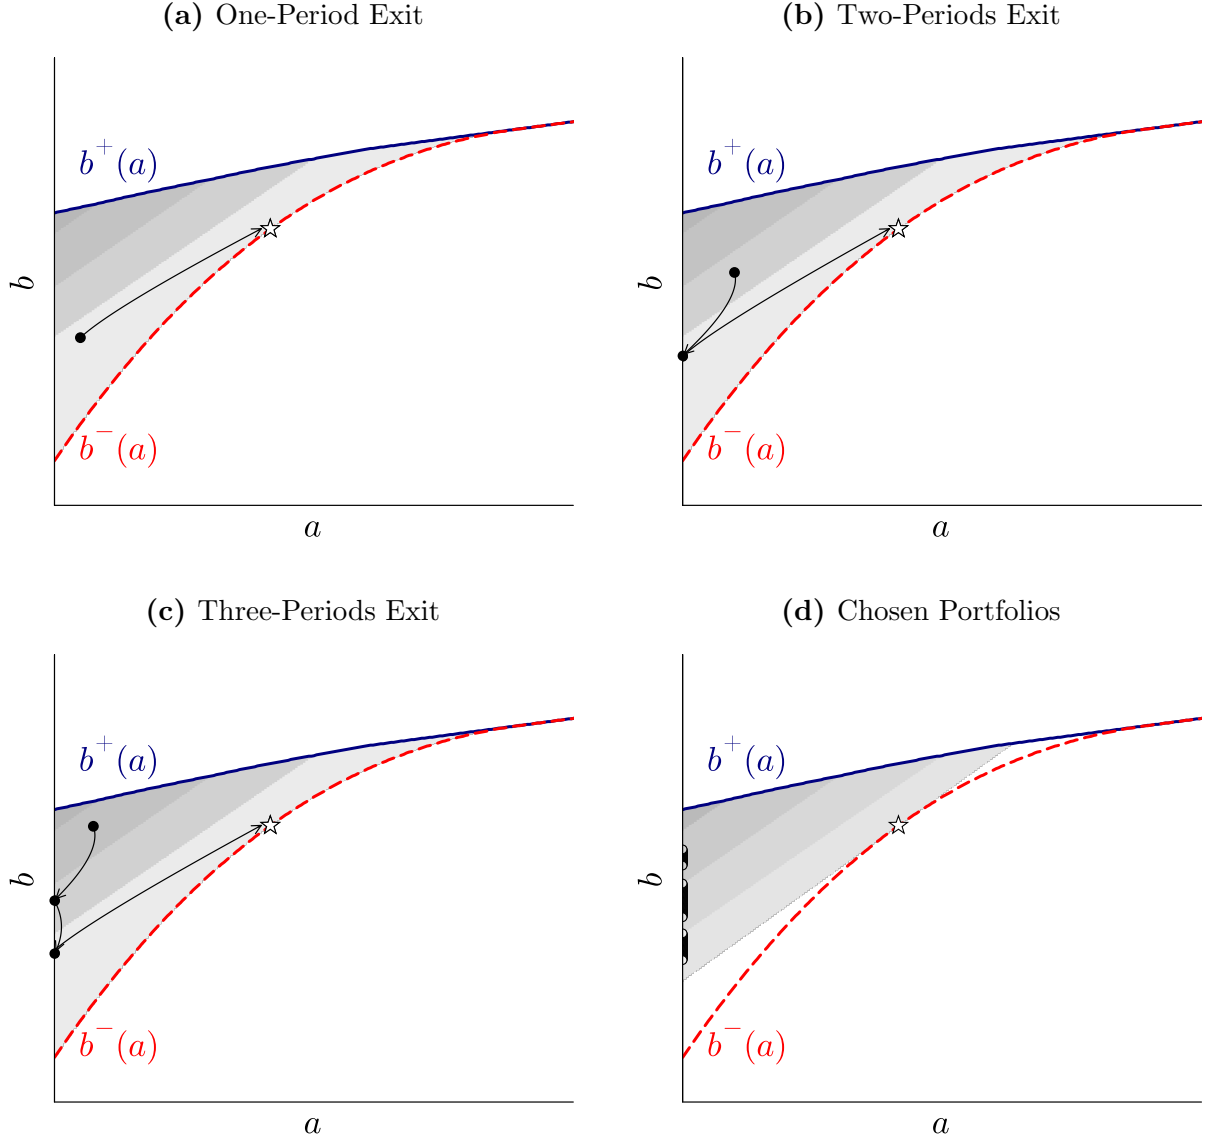 (a) One-Period Exit
(b) Two-Periods Exit
b⁺(a)
b⁺(a)
b
b
b⁻(a)
b⁻(a)
a
a
(c) Three-Periods Exit
(d) Chosen Portfolios
b⁺(a)
b⁺(a)
b
b
b⁻(a)
b⁻(a)
a
a